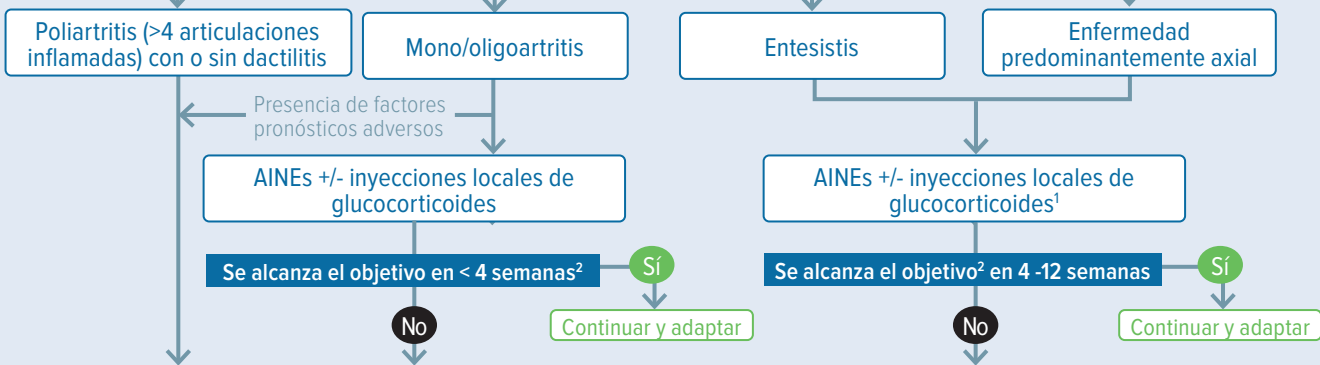 Poliartritis (>4 articulaciones
inflamadas) con o sin dactilitis
Mono/oligoartritis
Entesistis
Enfermedad
predominantemente axial
Presencia de factores
pronósticos adversos
AINEs +/- inyecciones locales de
glucocorticoides
AINEs +/- inyecciones locales de
glucocorticoides¹
Se alcanza el objetivo en < 4 semanas²
Sí
Se alcanza el objetivo² en 4 -12 semanas
Sí
No
Continuar y adaptar
No
Continuar y adaptar